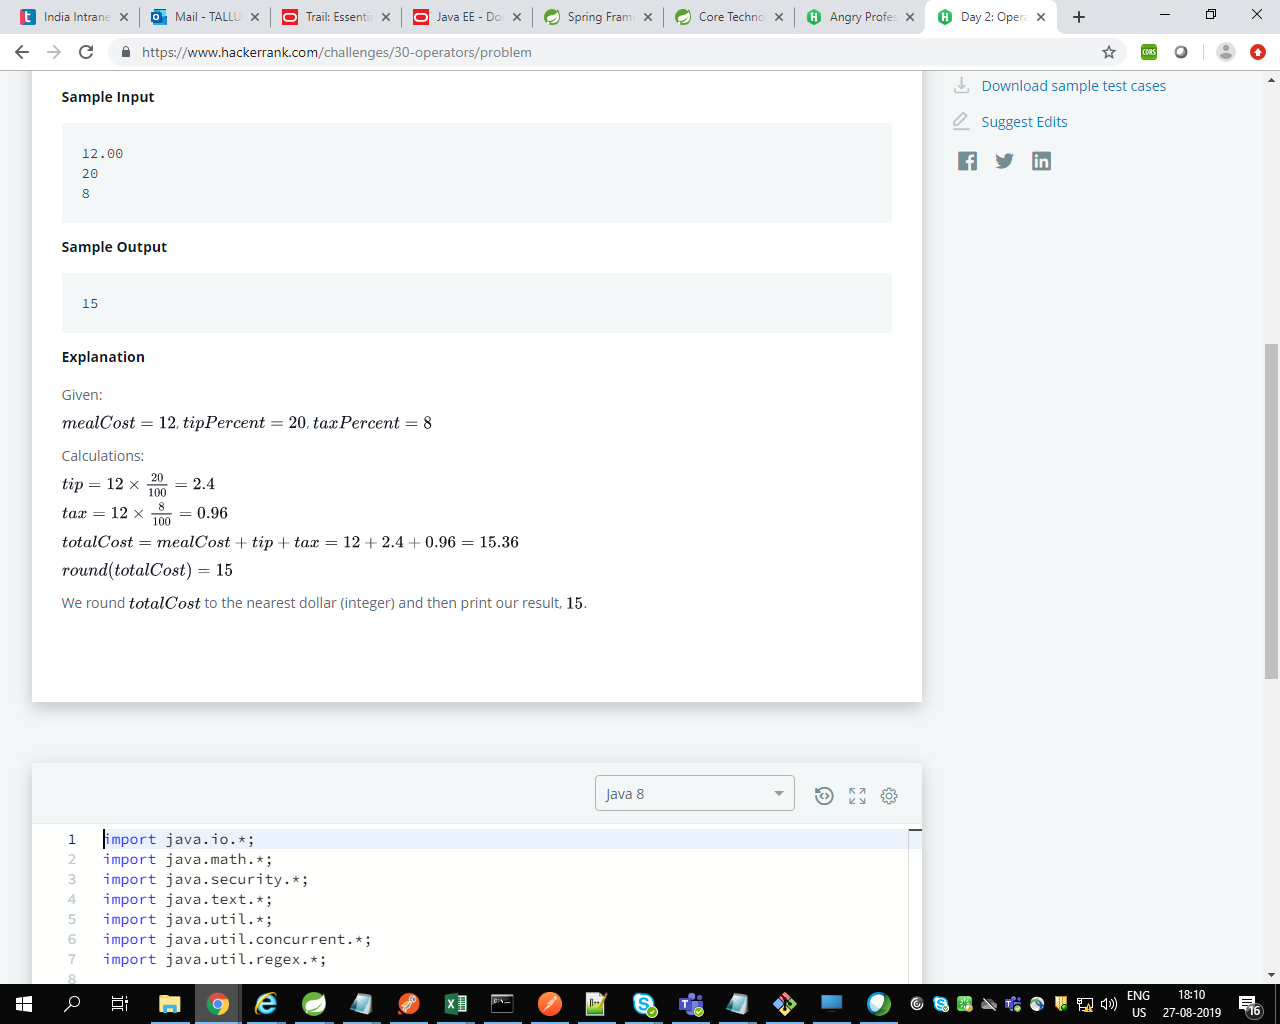 India Intrane
Mail - TALLU
Trail: Essentia
Java EE - Do
Spring Fram
Core Techno
Angry Profes
Day 2: Opera
https://www.hackerrank.com/challenges/30-operators/problem
CORS
Sample Input
12.00
20
8
Sample Output
15
Explanation
Given:
mealCost = 12, tipPercent = 20, taxPercent = 8
Calculations:
tip = 12 × 20/100 = 2.4
tax = 12 × 8/100 = 0.96
totalCost = mealCost + tip + tax = 12 + 2.4 + 0.96 = 15.36
round(totalCost) = 15
We round totalCost to the nearest dollar (integer) and then print our result, 15.
Download sample test cases
Suggest Edits
Java 8
1 import java.io.*;
2 import java.math.*;
3 import java.security.*;
4 import java.text.*;
5 import java.util.*;
6 import java.util.concurrent.*;
7 import java.util.regex.*;
8
ENG
US
18:10
27-08-2019
16